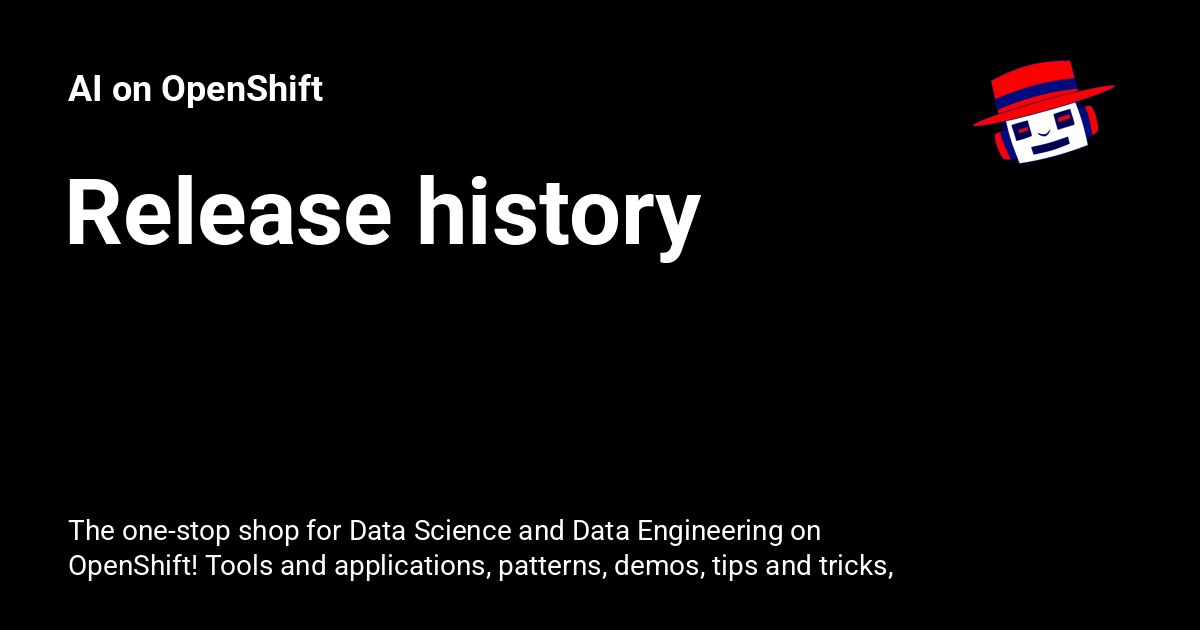 AI on OpenShift
Release history
The one-stop shop for Data Science and Data Engineering on
OpenShift! Tools and applications, patterns, demos, tips and tricks,